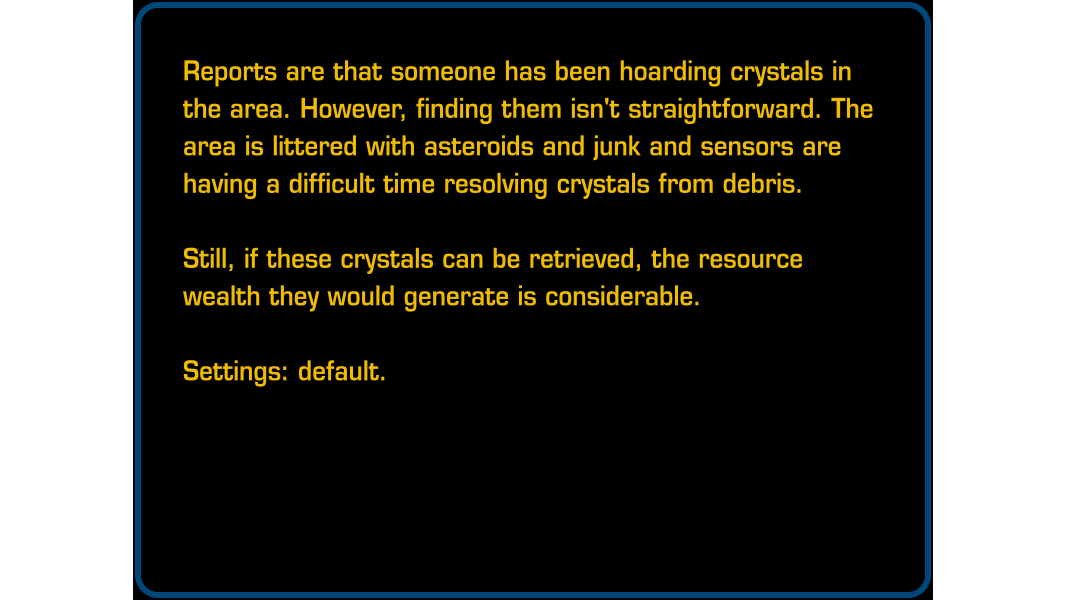 Reports are that someone has been hoarding crystals in
the area. However, finding them isn't straightforward. The
area is littered with asteroids and junk and sensors are
having a difficult time resolving crystals from debris.
Still, if these crystals can be retrieved, the resource
wealth they would generate is considerable.
Settings: default.